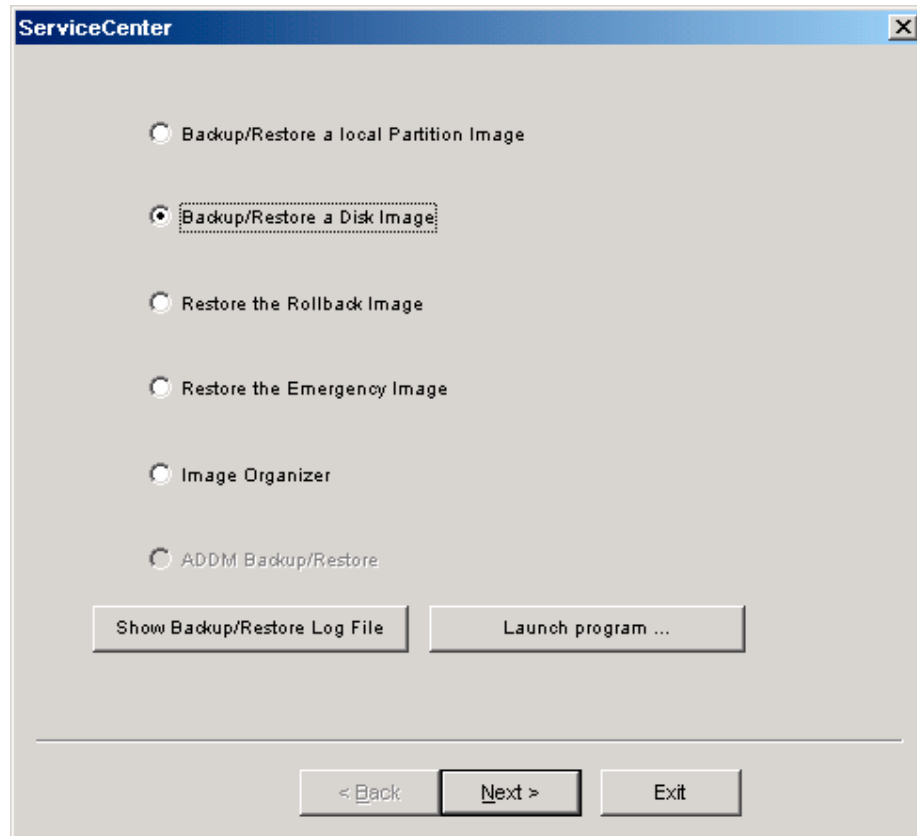 ServiceCenter
Backup/Restore a local Partition Image
Backup/Restore a Disk Image
Restore the Rollback Image
Restore the Emergency Image
Image Organizer
ADDM Backup/Restore
Show Backup/Restore Log File
Launch program ...
< Back
Next >
Exit